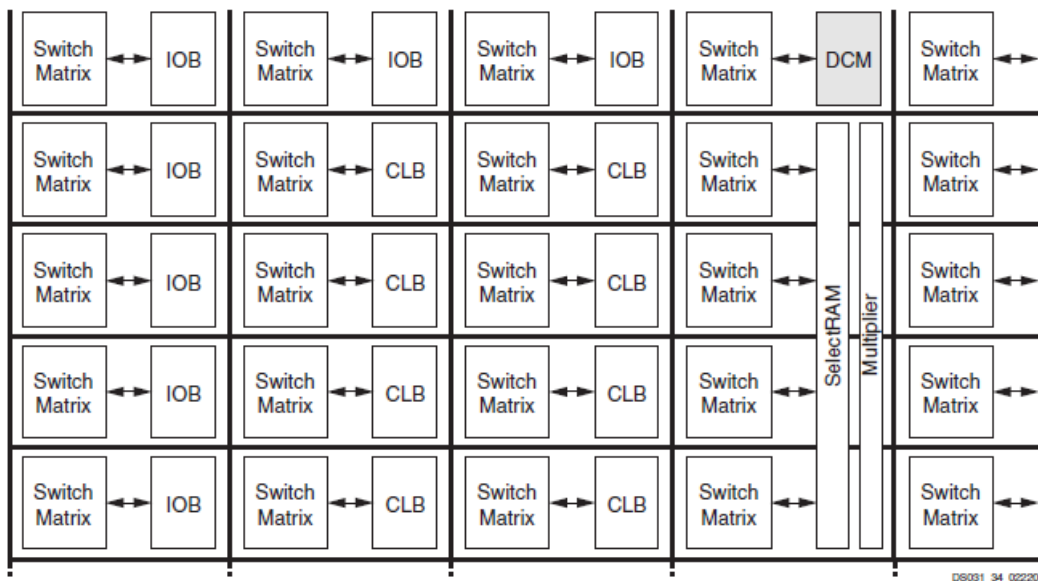 Switch Matrix IOB Switch Matrix IOB Switch Matrix IOB Switch Matrix DCM Switch Matrix
Switch Matrix IOB Switch Matrix CLB Switch Matrix CLB Switch Matrix Switch Matrix
Switch Matrix IOB Switch Matrix CLB Switch Matrix CLB Switch Matrix Switch Matrix
Switch Matrix IOB Switch Matrix CLB Switch Matrix CLB Switch Matrix Switch Matrix
Switch Matrix IOB Switch Matrix CLB Switch Matrix CLB Switch Matrix Switch Matrix
SelectRAM
Multiplier
DS031_34_02220